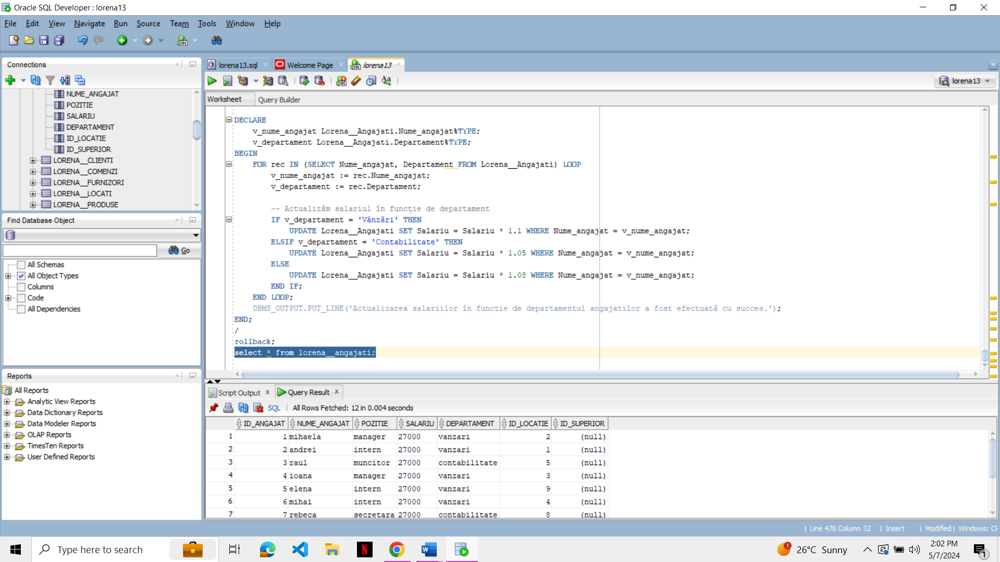 Oracle SQL Developer : lorena13
File Edit View Navigate Run Source Team Tools Window Help
Connections
NUME_ANGAJAT
POZITIE
SALARIU
DEPARTAMENT
ID_LOCATIE
ID_SUPERIOR
LORENA__CLIENTI
LORENA__COMENZI
LORENA__FURNIZORI
LORENA__LOCATI
LORENA__PRODUSE
Find Database Object
Go
All Schemas
All Object Types
Columns
Code
All Dependencies
Reports
All Reports
Analytic View Reports
Data Dictionary Reports
Data Modeler Reports
OLAP Reports
TimesTen Reports
User Defined Reports
lorena13.sql Welcome Page lorena13
lorena13
Worksheet Query Builder
DECLARE
v_nume_angajat Lorena__Angajati.Nume_angajat%TYPE;
v_departament Lorena__Angajati.Departament%TYPE;
BEGIN
FOR rec IN (SELECT Nume_angajat, Departament FROM Lorena__Angajati) LOOP
v_nume_angajat := rec.Nume_angajat;
v_departament := rec.Departament;
-- Actualizăm salariul în funcție de departament
IF v_departament = 'Vânzări' THEN
UPDATE Lorena__Angajati SET Salariu = Salariu * 1.1 WHERE Nume_angajat = v_nume_angajat;
ELSIF v_departament = 'Contabilitate' THEN
UPDATE Lorena__Angajati SET Salariu = Salariu * 1.05 WHERE Nume_angajat = v_nume_angajat;
ELSE
UPDATE Lorena__Angajati SET Salariu = Salariu * 1.08 WHERE Nume_angajat = v_nume_angajat;
END IF;
END LOOP;
DBMS_OUTPUT.PUT_LINE('Actualizarea salariilor în functie de departamentul angajatilor a fost efectuată cu succes.');
END;
/
rollback;
select * from lorena__angajati;
Script Output Query Result
SQL All Rows Fetched: 12 in 0.004 seconds
ID_ANGAJAT NUME_ANGAJAT POZITIE SALARIU DEPARTAMENT ID_LOCATIE ID_SUPERIOR
1 1 mihaela manager 27000 vanzari 2 (null)
2 2 andrei intern 27000 vanzari 1 (null)
3 3 raul muncitor 27000 contabilitate 5 (null)
4 4 ioana manager 27000 vanzari 3 (null)
5 5 elena intern 27000 vanzari 9 (null)
6 6 mihai intern 27000 vanzari 4 (null)
7 7 rebeca secretara 27000 contabilitate 8 (null)
Line 478 Column 32 Insert Modified Windows: CF
Type here to search
1 26°C Sunny
2:02 PM
5/7/2024
1